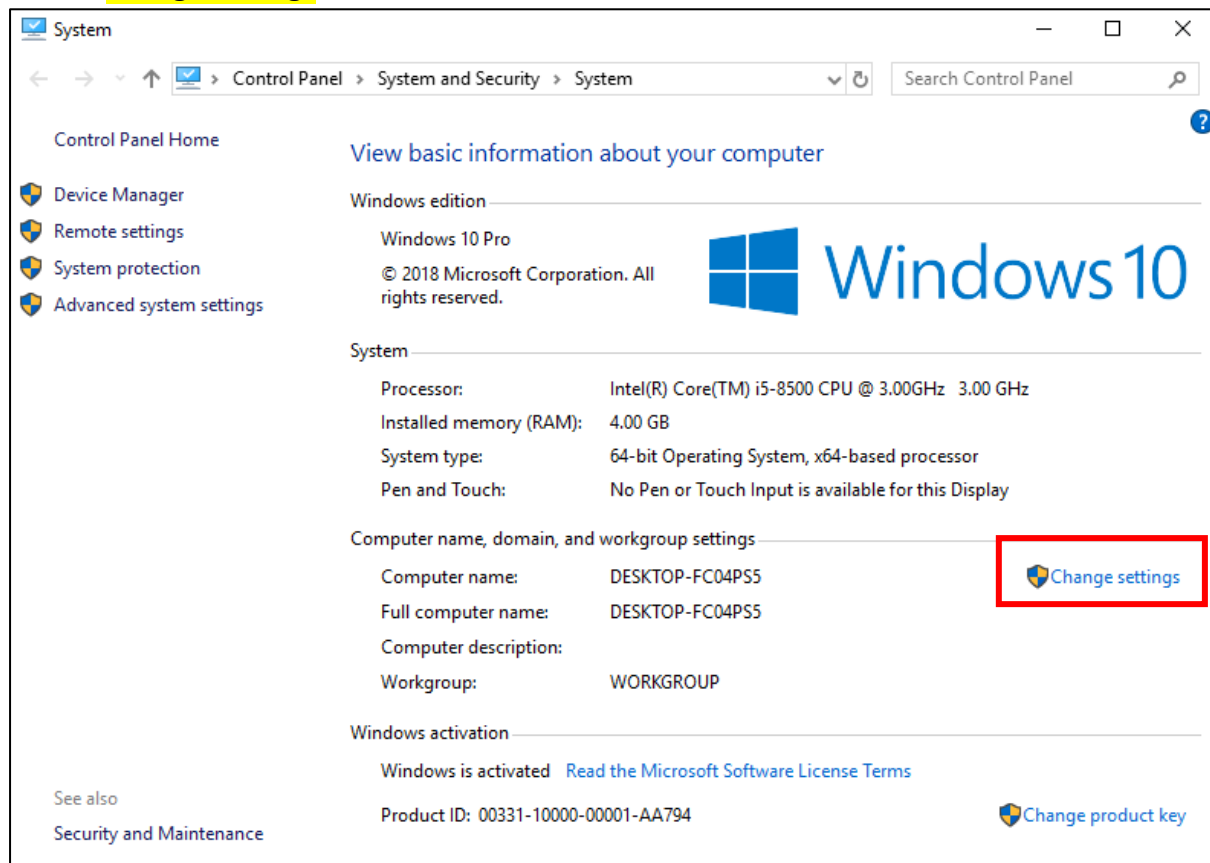 System
Control Panel > System and Security > System
Search Control Panel
Control Panel Home
Device Manager
Remote settings
System protection
Advanced system settings
See also
Security and Maintenance
?
View basic information about your computer
Windows edition
Windows 10 Pro
© 2018 Microsoft Corporation. All
rights reserved.
Windows 10
System
Processor: Intel(R) Core(TM) i5-8500 CPU @ 3.00GHz 3.00 GHz
Installed memory (RAM): 4.00 GB
System type: 64-bit Operating System, x64-based processor
Pen and Touch: No Pen or Touch Input is available for this Display
Computer name, domain, and workgroup settings
Computer name: DESKTOP-FC04PS5
Change settings
Full computer name: DESKTOP-FC04PS5
Computer description:
Workgroup: WORKGROUP
Windows activation
Windows is activated Read the Microsoft Software License Terms
Product ID: 00331-10000-00001-AA794
Change product key